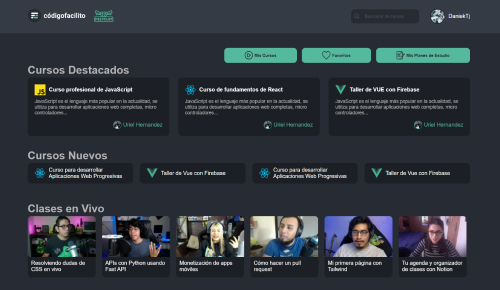 códigofacilito
DaniekTj
Mis Cursos
Favoritos
Mis Planes de Estudio
Cursos Destacados
Curso profesional de JavaScript
JavaScript es el lenguaje más popular en la actualidad, se
utiliza para desarrollar aplicaciones web completas, micro
controladores...
Uriel Hernandez
Curso de fundamentos de React
JavaScript es el lenguaje más popular en la actualidad, se
utiliza para desarrollar aplicaciones web completas, micro
controladores...
Uriel Hernandez
Taller de VUE con Firebase
JavaScript es el lenguaje más popular en la actualidad, se
utiliza para desarrollar aplicaciones web completas, micro
controladores...
Uriel Hernandez
Cursos Nuevos
Curso para desarrollar
Aplicaciones Web Progresivas
Taller de Vue con Firebase
Curso para desarrollar
Aplicaciones Web Progresivas
Taller de Vue con Firebase
Clases en Vivo
Resolviendo dudas de
CSS en vivo
APIs con Python usando
Fast API
Monetización de apps
móviles
Cómo hacer un pull
request
Mi primera página con
Tailwind
Tu agenda y organizador
de clases con Notion